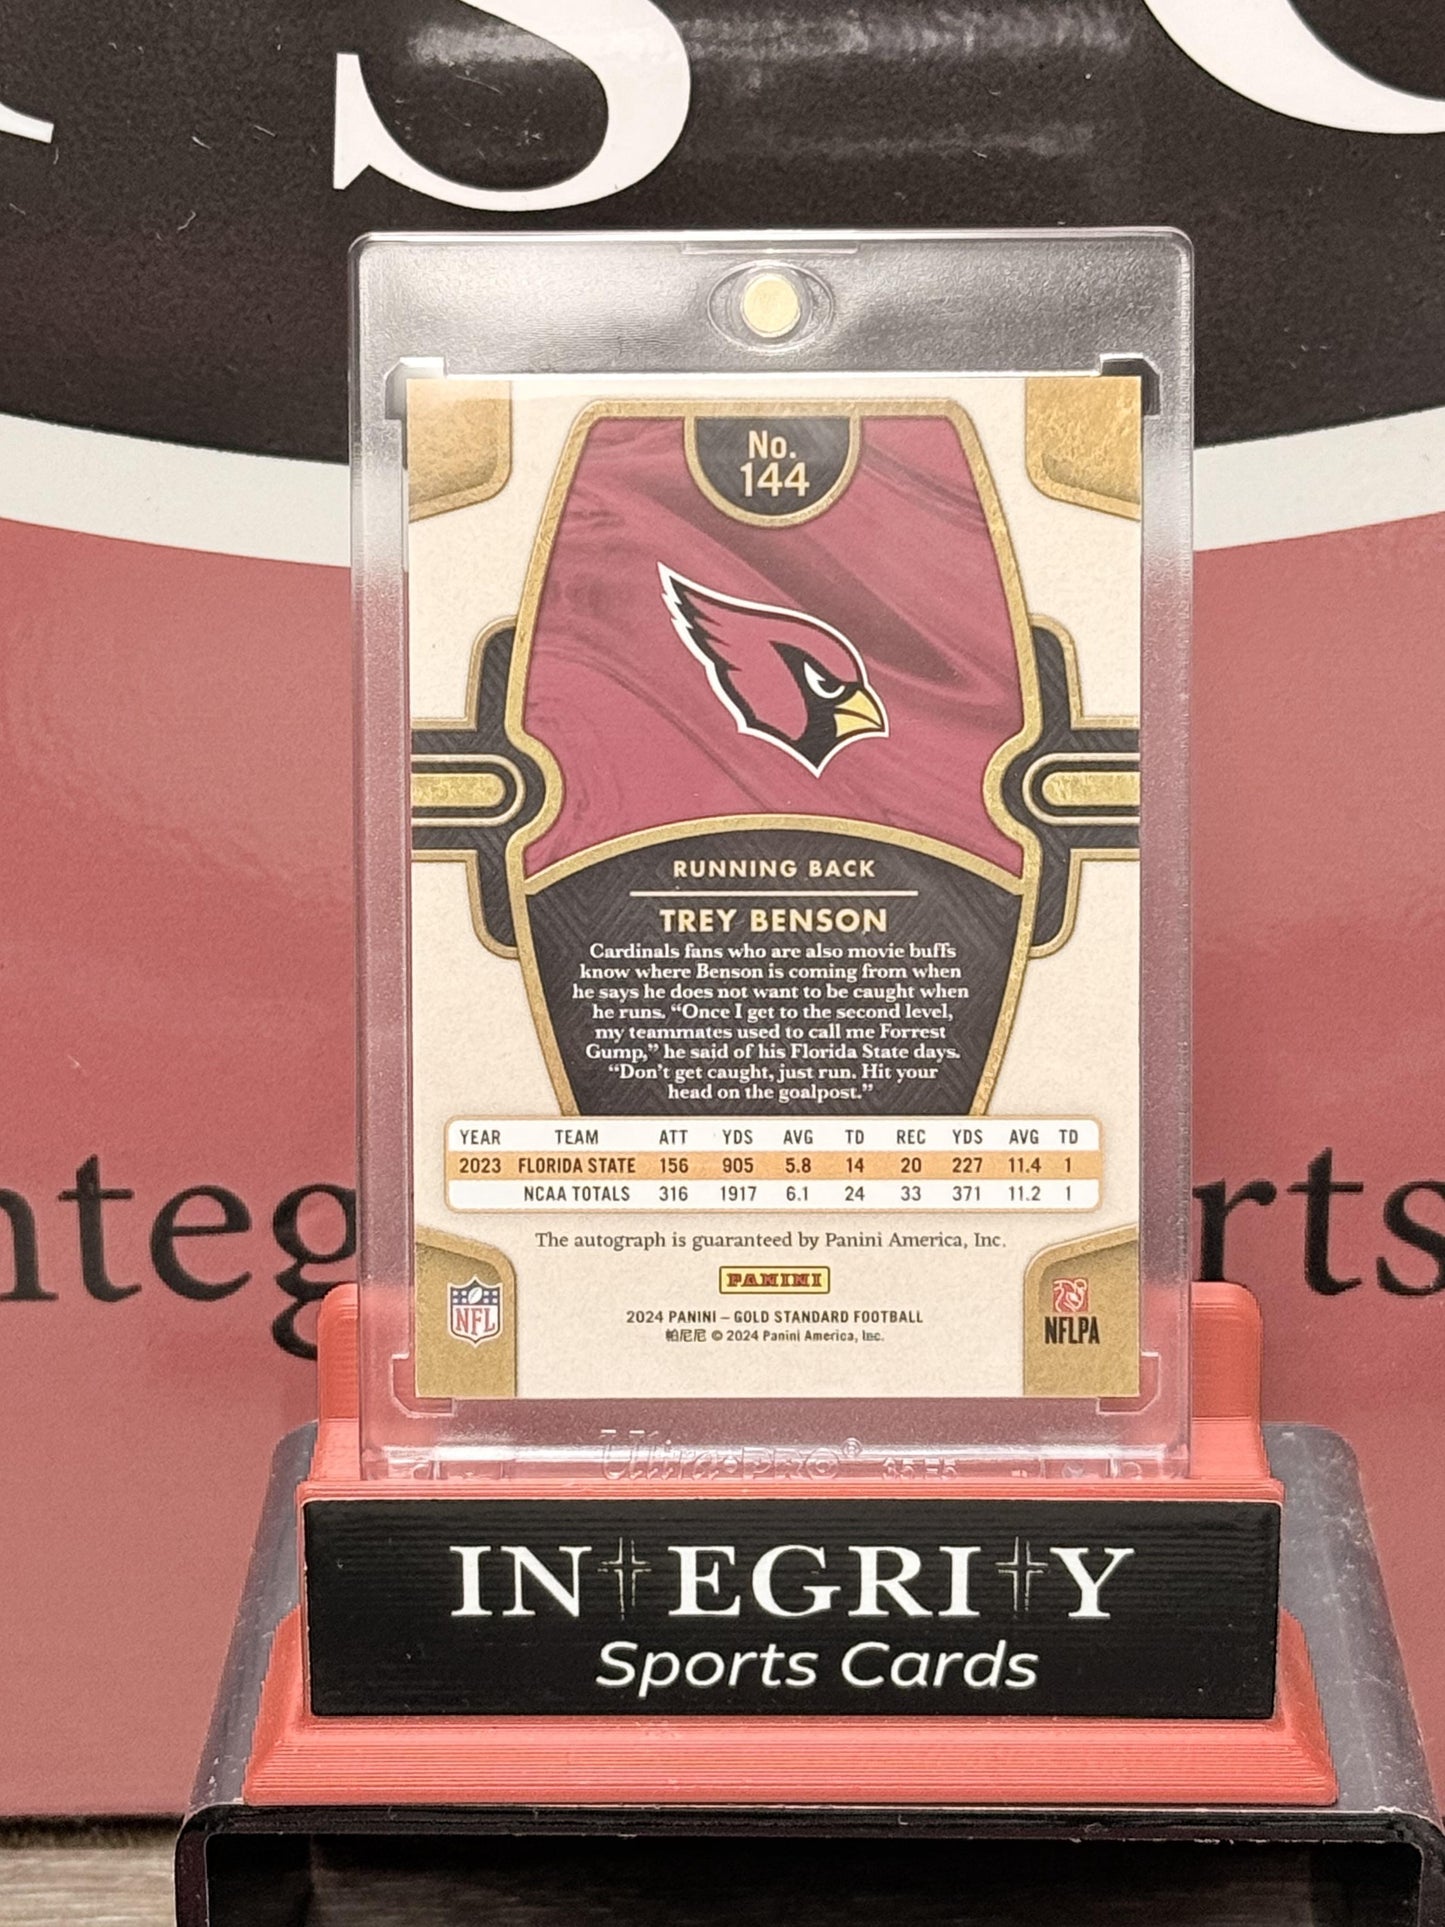 S
No.
144
RUNNING BACK
TREY BENSON
Cardinals fans who are also movie buffs
know where Benson is coming from when
he says he does not want to be caught when
he runs. “Once I get to the second level,
my teammates used to call me Forrest
Gump,” he said of his Florida State days.
“Don’t get caught, just run. Hit your
head on the goalpost.”
YEAR TEAM ATT YDS AVG TD REC YDS AVG TD
2023 FLORIDA STATE 156 905 5.8 14 20 227 11.4 1
NCAA TOTALS 316 1917 6.1 24 33 371 11.2 1
The autograph is guaranteed by Panini America, Inc.
PANINI
NFL
NFLPA
2024 PANINI – GOLD STANDARD FOOTBALL
帕尼尼 © 2024 Panini America, Inc.
nteg rts
Ultra•PRO® 35PT
INTEGRITY
Sports Cards